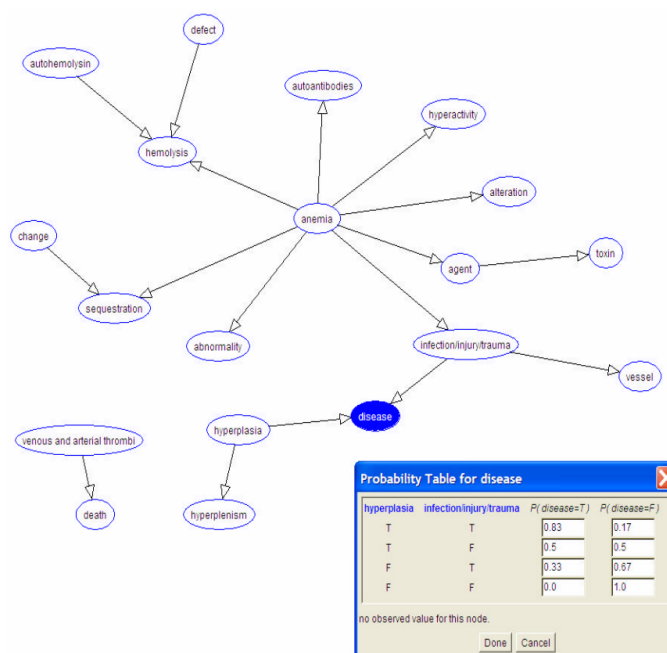 defect
autohemolysin
autoantibodies
hyperactivity
hemolysis
alteration
anemia
change
toxin
agent
sequestration
abnormality
infection/injury/trauma
vessel
disease
hyperplasia
venous and arterial thrombi
hyperplenism
death
Probability Table for disease
hyperplasia infection/injury/trauma P(disease=T) P(disease=F)
T T 0.83 0.17
T F 0.5 0.5
F T 0.33 0.67
F F 0.0 1.0
no observed value for this node.
Done Cancel